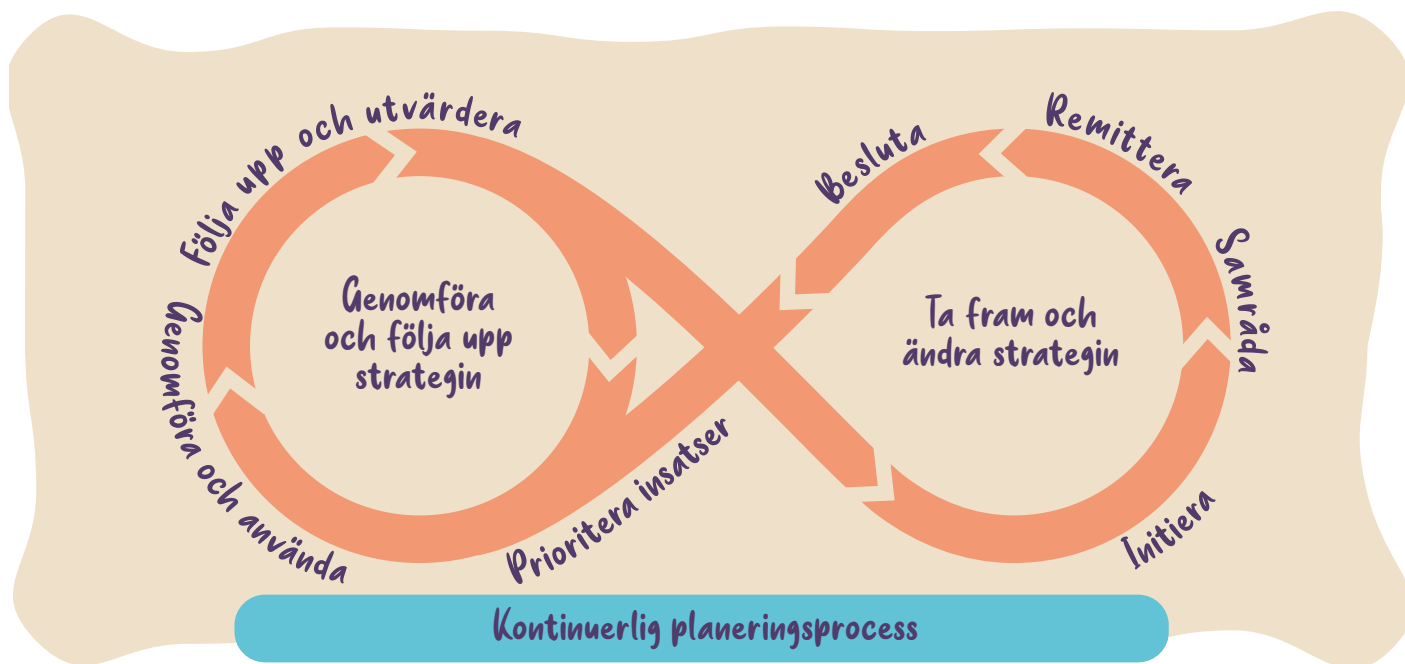 Följa upp och utvärdera
Besluta
Remittera
Samråda
Genomföra
och följa upp
strategin
Ta fram och
ändra strategin
Genomföra och använda
Prioritera insatser
Initiera
Kontinuerlig planeringsprocess